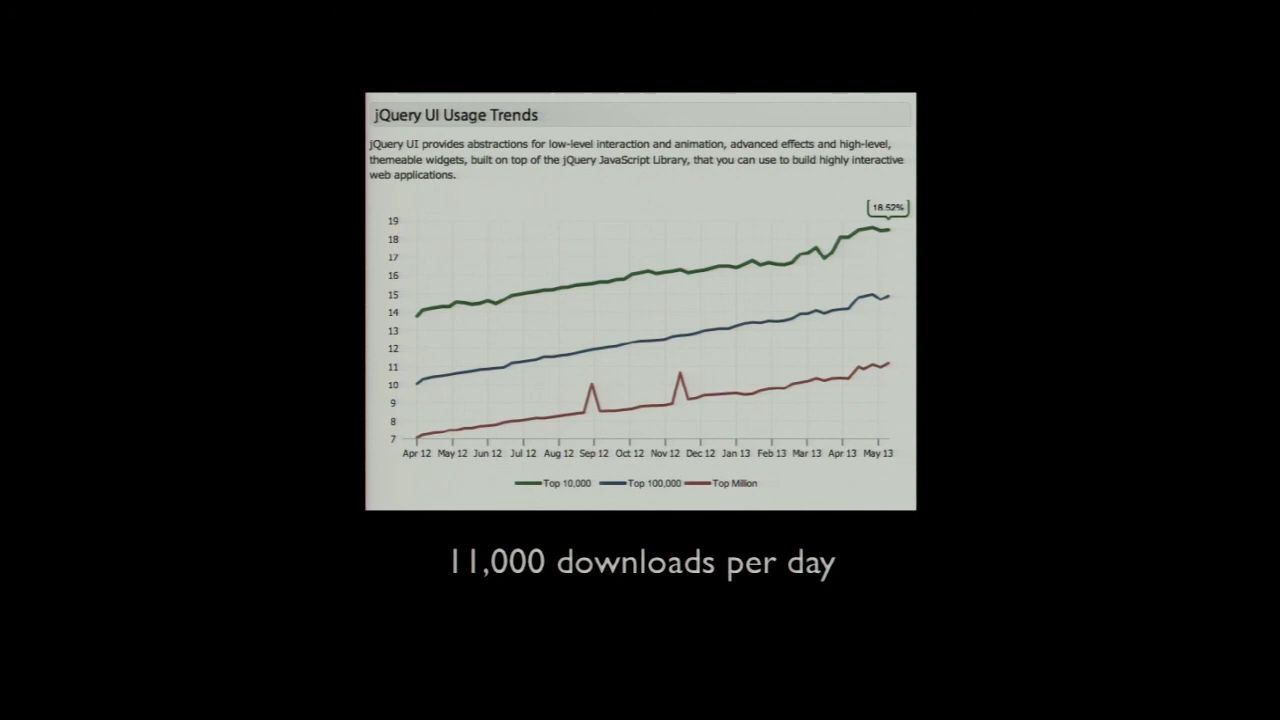 jQuery UI Usage Trends
jQuery UI provides abstractions for low-level interaction and animation, advanced effects and high-level,
themeable widgets, built on top of the jQuery JavaScript Library, that you can use to build highly interactive
web applications.
18.52%
19
18
17
16
15
14
13
12
11
10
9
8
7
Apr 12 May 12 Jun 12 Jul 12 Aug 12 Sep 12 Oct 12 Nov 12 Dec 12 Jan 13 Feb 13 Mar 13 Apr 13 May 13
Top 10,000 Top 100,000 Top Million
11,000 downloads per day